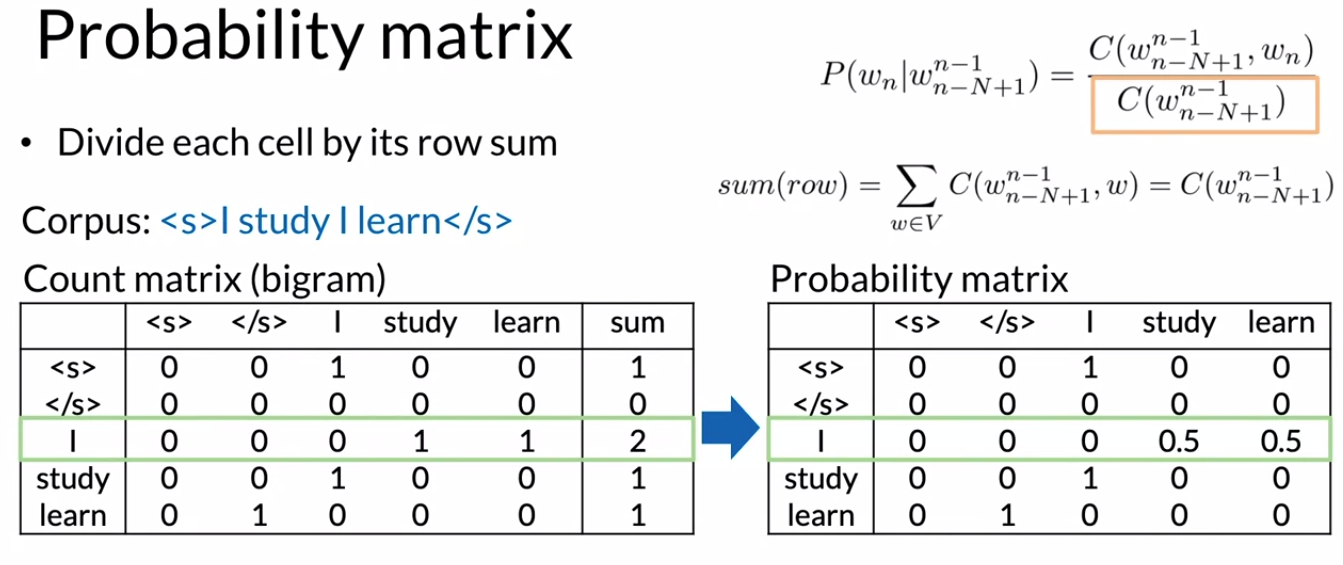 Probability matrix
P(w_n|w_{n-N+1}^{n-1}) = C(w_{n-N+1}^{n-1}, w_n) / C(w_{n-N+1}^{n-1})
• Divide each cell by its row sum
sum(row) = ∑_{w∈V} C(w_{n-N+1}^{n-1}, w) = C(w_{n-N+1}^{n-1})
Corpus: <s>I study I learn</s>
Count matrix (bigram)
<s> </s> I study learn sum
<s> 0 0 1 0 0 1
</s> 0 0 0 0 0 0
I 0 0 0 1 1 2
study 0 0 1 0 0 1
learn 0 1 0 0 0 1
Probability matrix
<s> </s> I study learn
<s> 0 0 1 0 0
</s> 0 0 0 0 0
I 0 0 0 0.5 0.5
study 0 0 1 0 0
learn 0 1 0 0 0